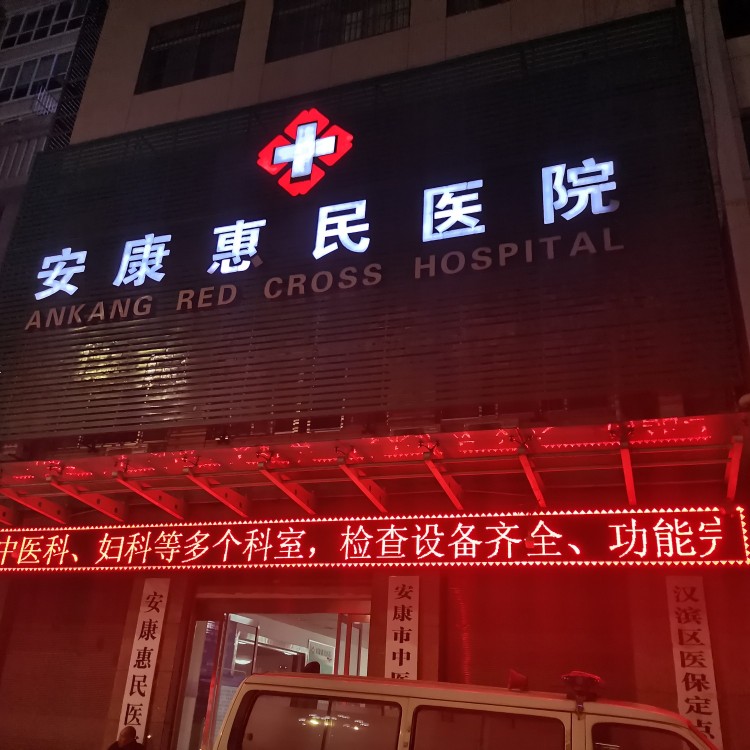 安康惠民医院
ANKANG RED CROSS HOSPITAL
中医科、妇科等多个科室，检查设备齐全、功能完
安康惠民医
安康市中医
汉滨区医保定点